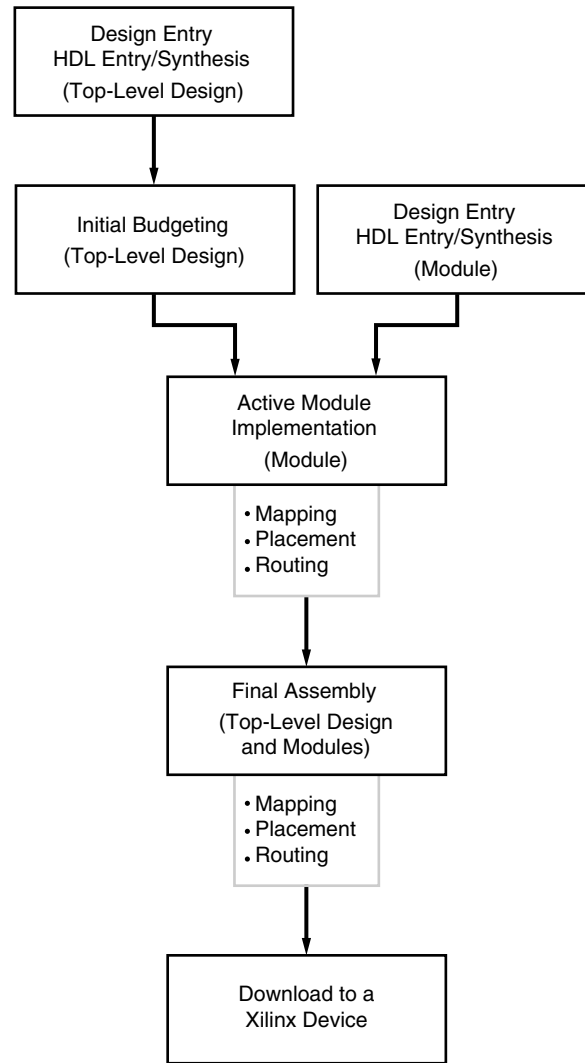 Design Entry
HDL Entry/Synthesis
(Top-Level Design)
Initial Budgeting
(Top-Level Design)
Design Entry
HDL Entry/Synthesis
(Module)
Active Module
Implementation
(Module)
• Mapping
• Placement
• Routing
Final Assembly
(Top-Level Design
and Modules)
• Mapping
• Placement
• Routing
Download to a
Xilinx Device